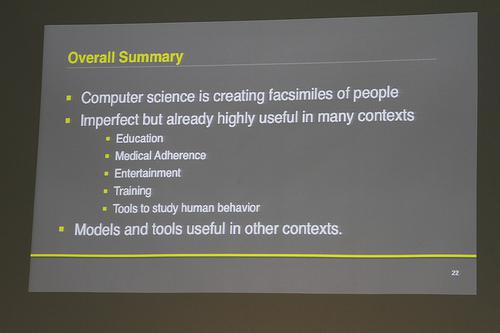 Overall Summary
Computer science is creating facsimiles of people
Imperfect but already highly useful in many contexts
Education
Medical Adherence
Entertainment
Training
Tools to study human behavior
Models and tools useful in other contexts.
22